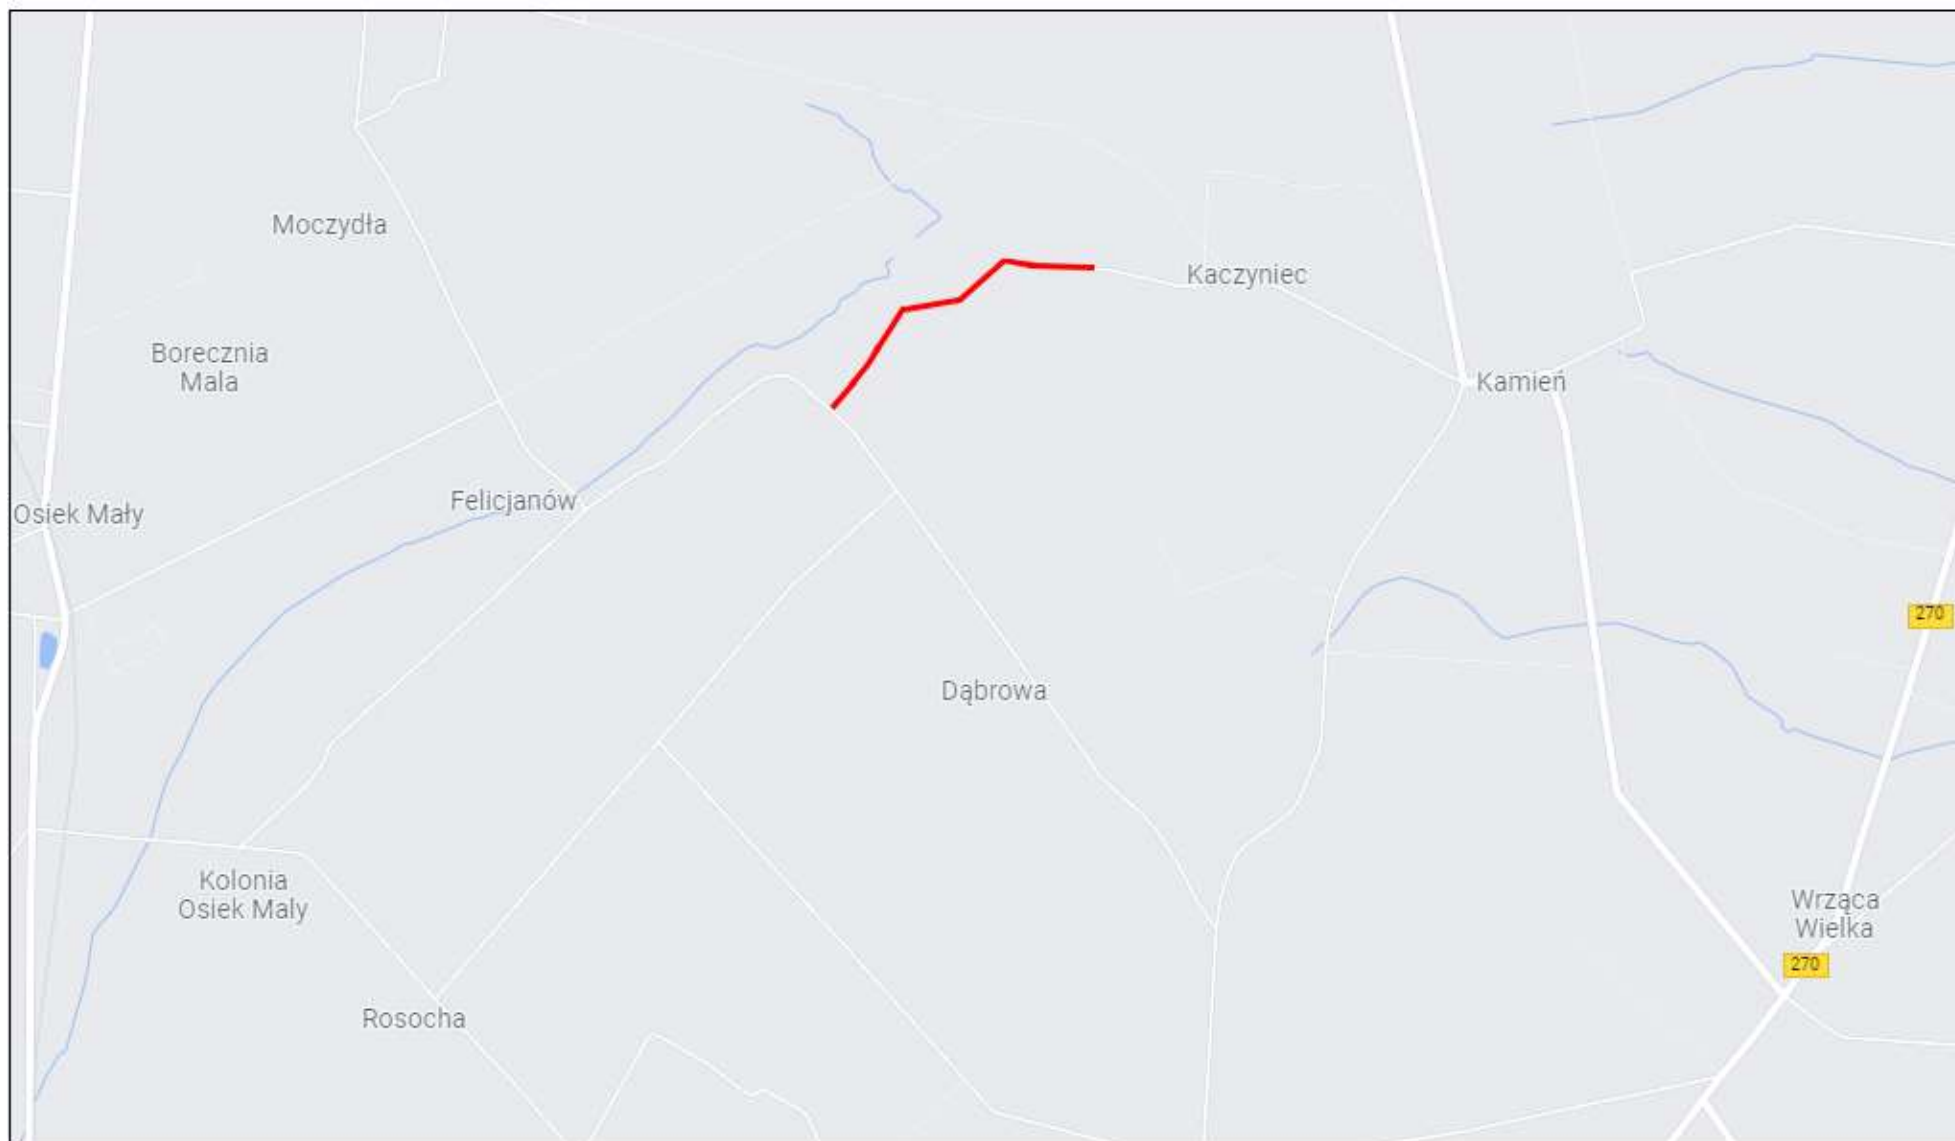 Moczydła
Kaczyniec
Borecznia
Mala
Kamień
Felicjanów
Osiek Mały
270
Dąbrowa
Kolonia
Osiek Maly
Wrząca
Wielka
270
Rosocha